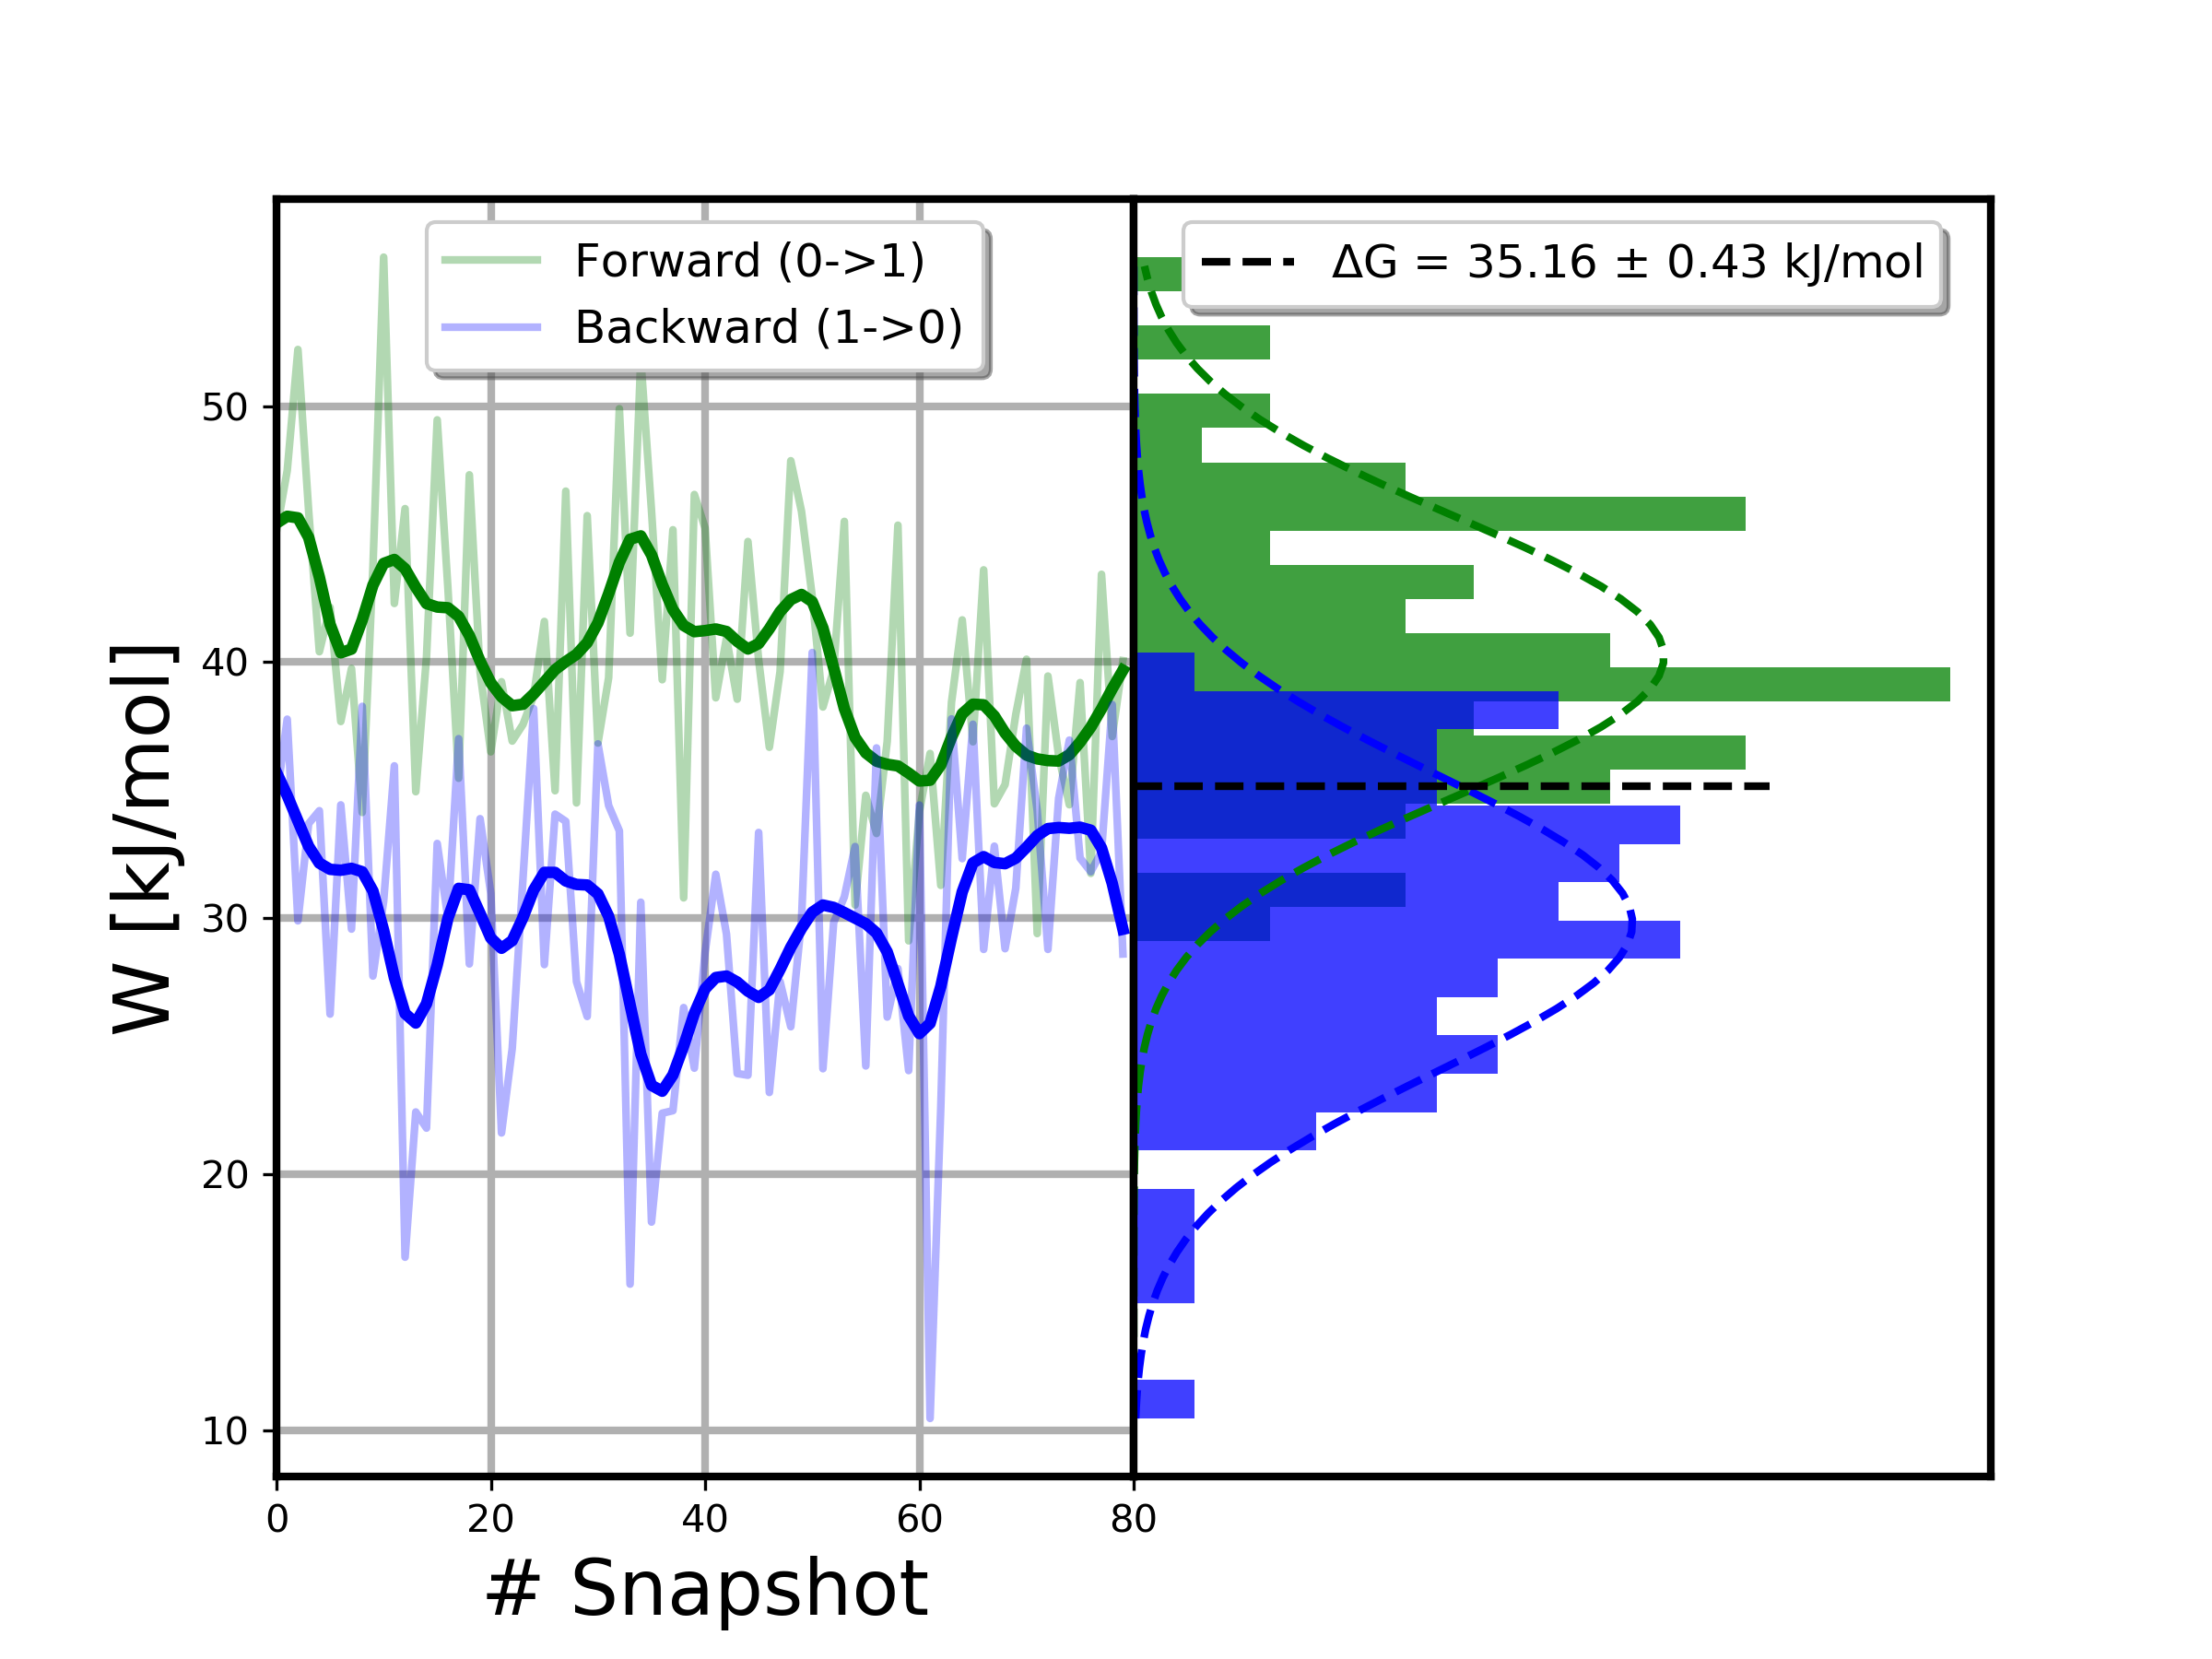 Forward (0->1)
Backward (1->0)
ΔG = 35.16 ± 0.43 kJ/mol
W [kJ/mol]
50
40
30
20
10
0 20 40 60 80
# Snapshot